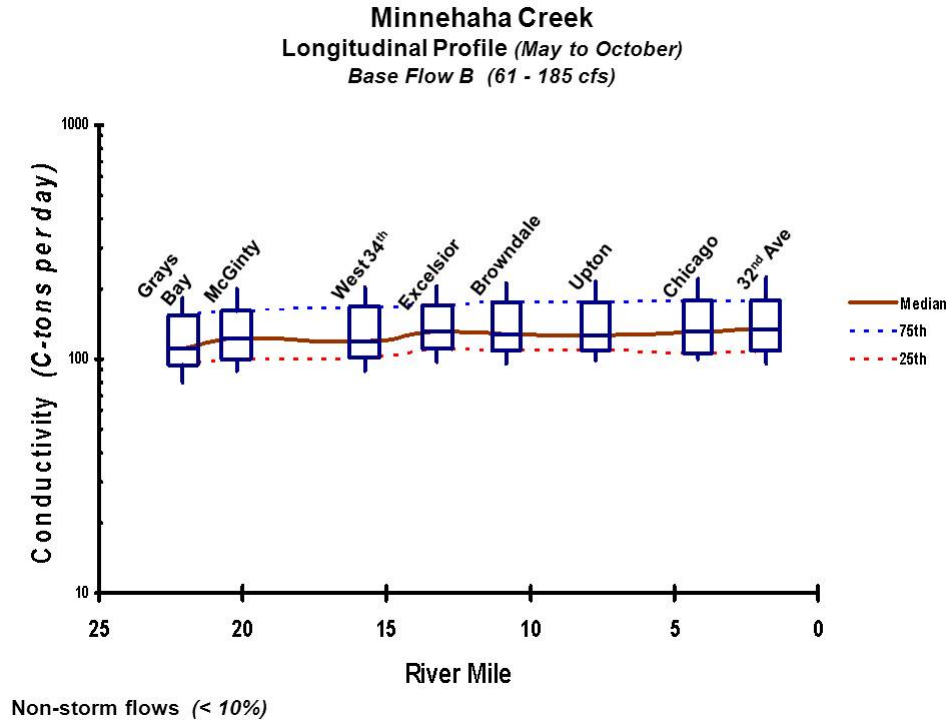 Minnehaha Creek
Longitudinal Profile (May to October)
Base Flow B (61 - 185 cfs)
Conductivity (C-tons per day)
1000
100
10
Grays
Bay
McGinty
West 34th
Excelsior
Browndale
Upton
Chicago
32nd Ave
Median
75th
25th
25
20
15
10
5
0
River Mile
Non-storm flows (< 10%)